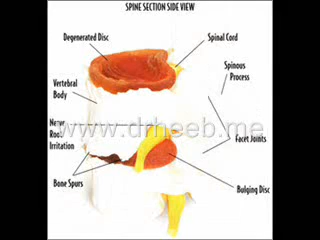 SPINE SECTION SIDE VIEW
Degenerated Disc
Spinal Cord
Spinous
Process
Vertebral
Body
Nerve
Root
Irritation
www.drheeb.me
Facet Joints
Bone Spurs
Bulging Disc